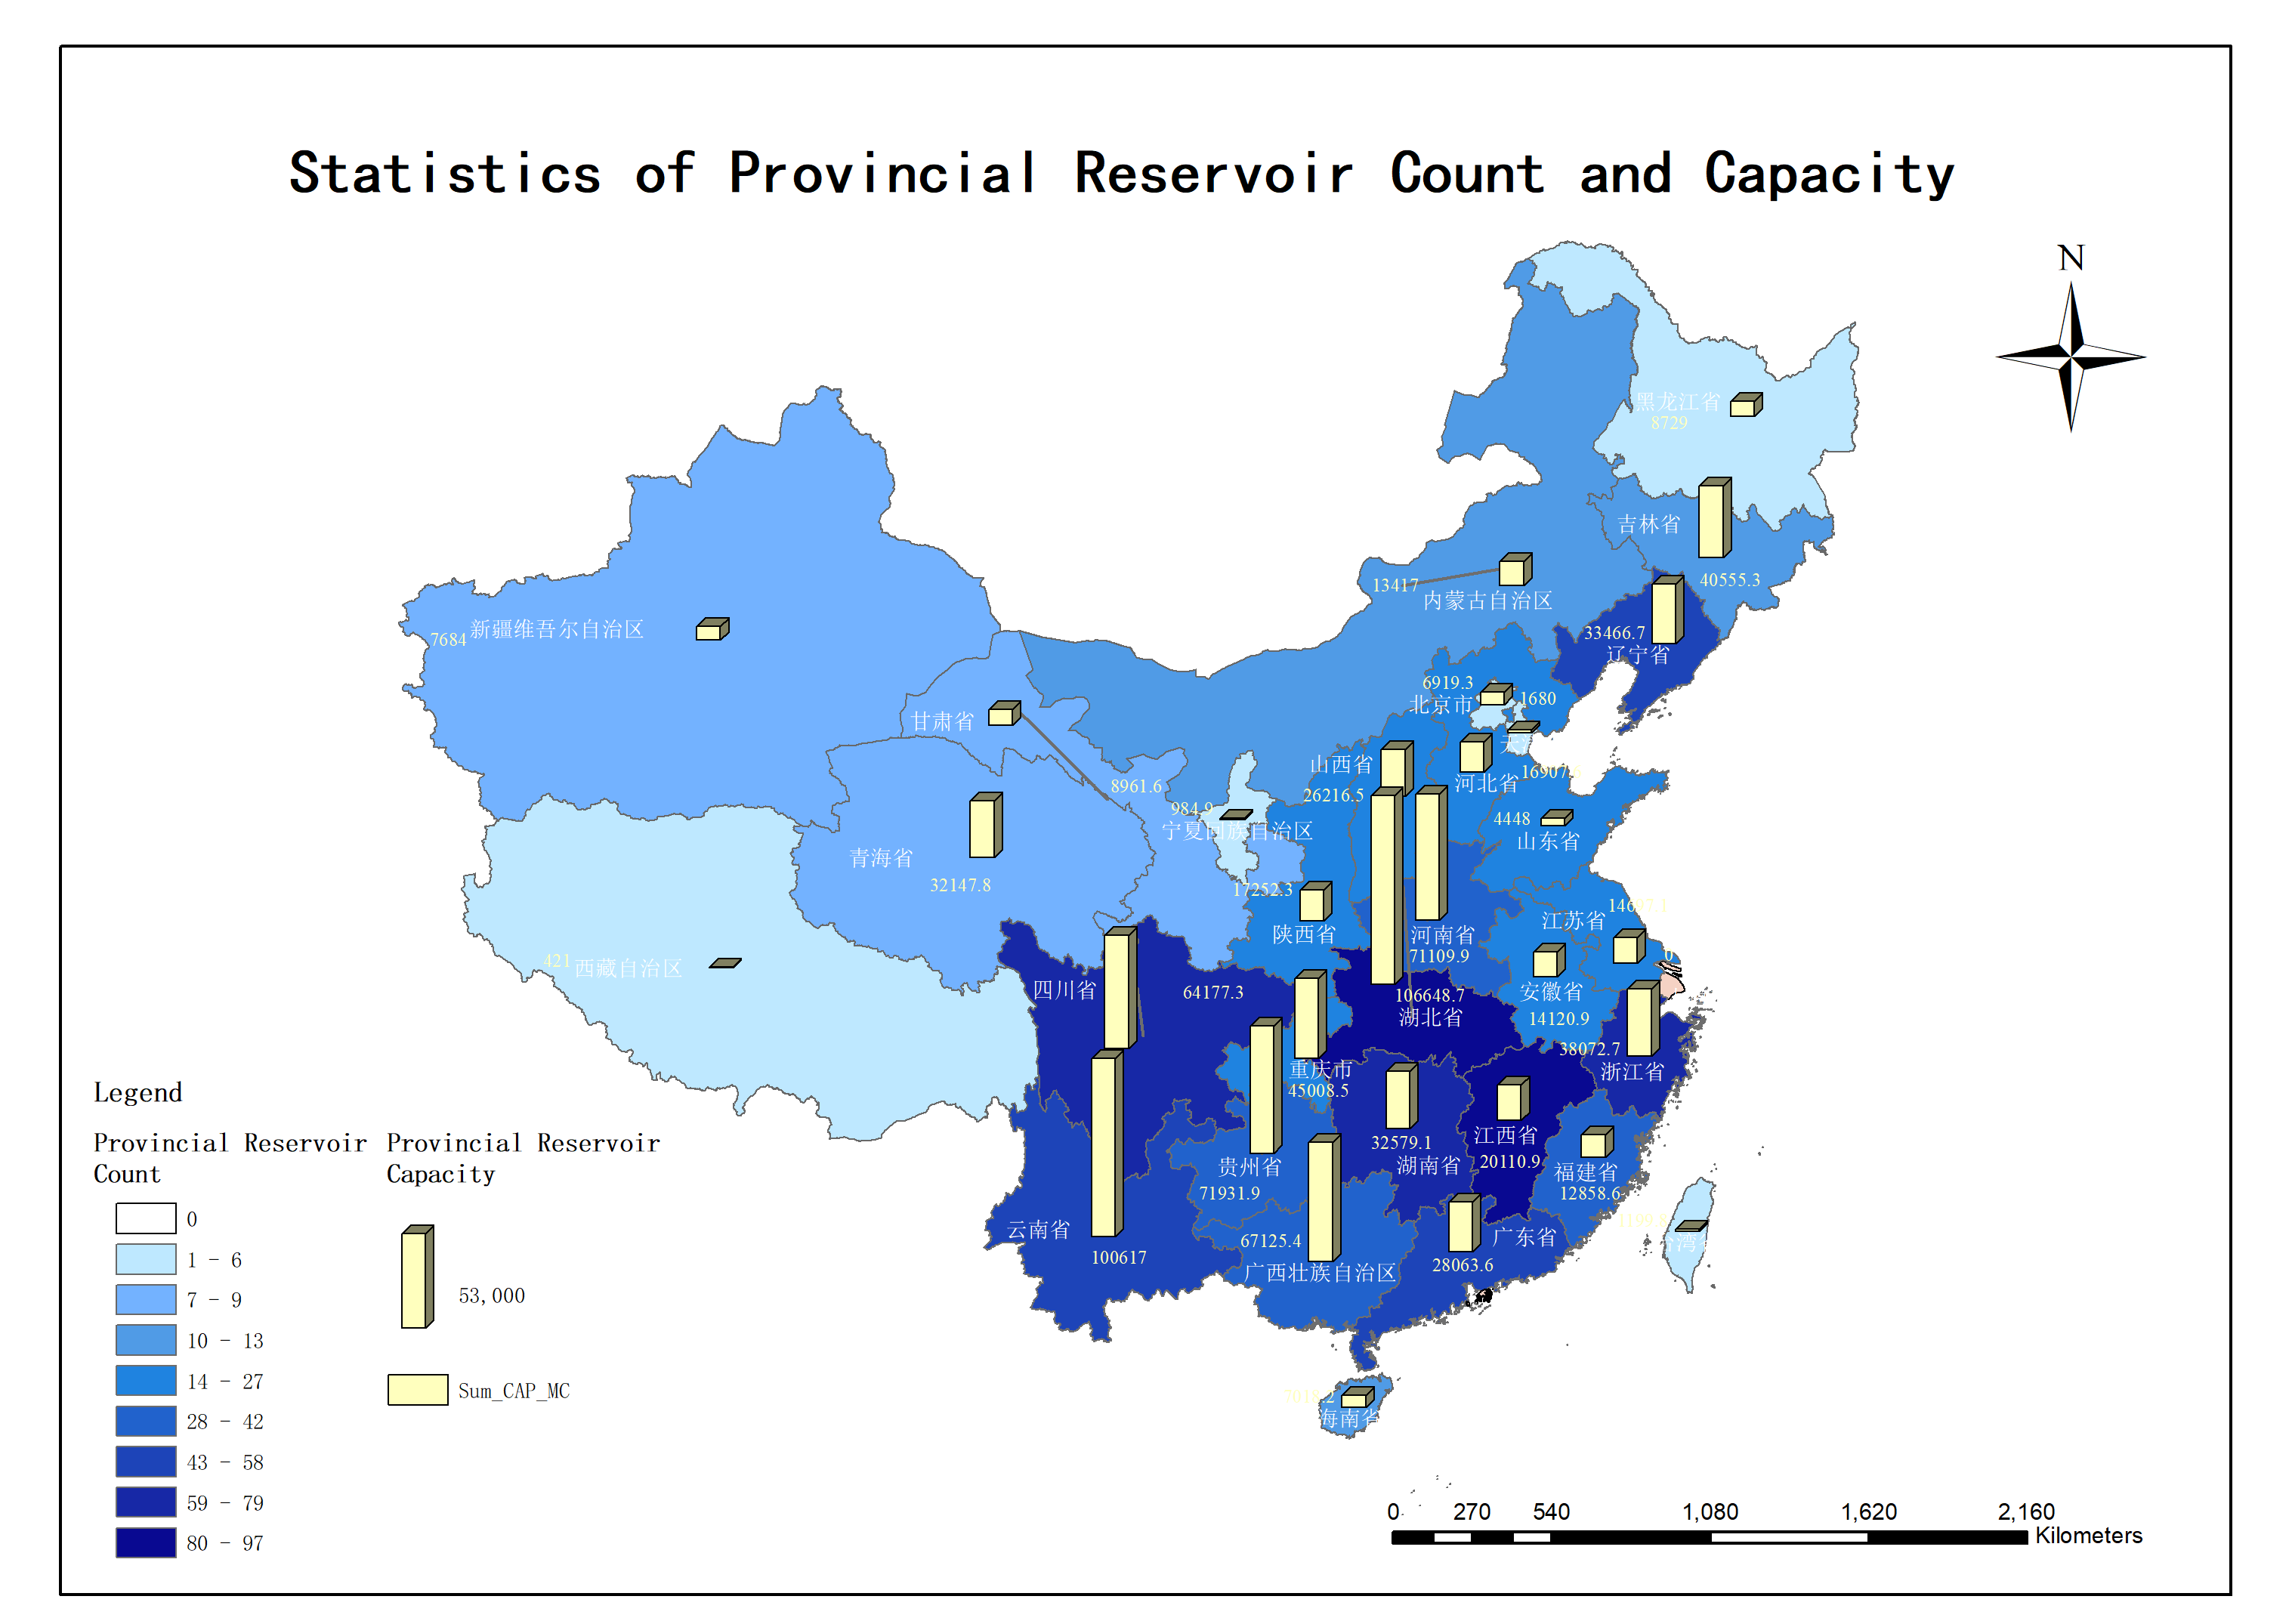 Statistics of Provincial Reservoir Count and Capacity
N
黑龙江省
8729
吉林省
40555.3
13417
内蒙古自治区
33466.7
辽宁省
新疆维吾尔自治区
7684
6919.3
北京市
1680
甘肃省
8961.6
山西省
26216.5
河北省
984.9
宁夏回族自治区
4448
山东省
青海省
32147.8
17252.3
陕西省
河南省
71109.9
江苏省
0
421
西藏自治区
四川省
64177.3
106648.7
湖北省
安徽省
14120.9
38072.7
浙江省
重庆市
45008.5
32579.1
湖南省
江西省
20110.9
贵州省
71931.9
福建省
12858.6
云南省
100617
67125.4
广西壮族自治区
广东省
28063.6
台湾省
海南省
Legend
Provincial Reservoir
Count
0
1 - 6
7 - 9
10 - 13
14 - 27
28 - 42
43 - 58
59 - 79
80 - 97
Provincial Reservoir
Capacity
53,000
Sum_CAP_MC
0 270 540 1,080 1,620 2,160
Kilometers